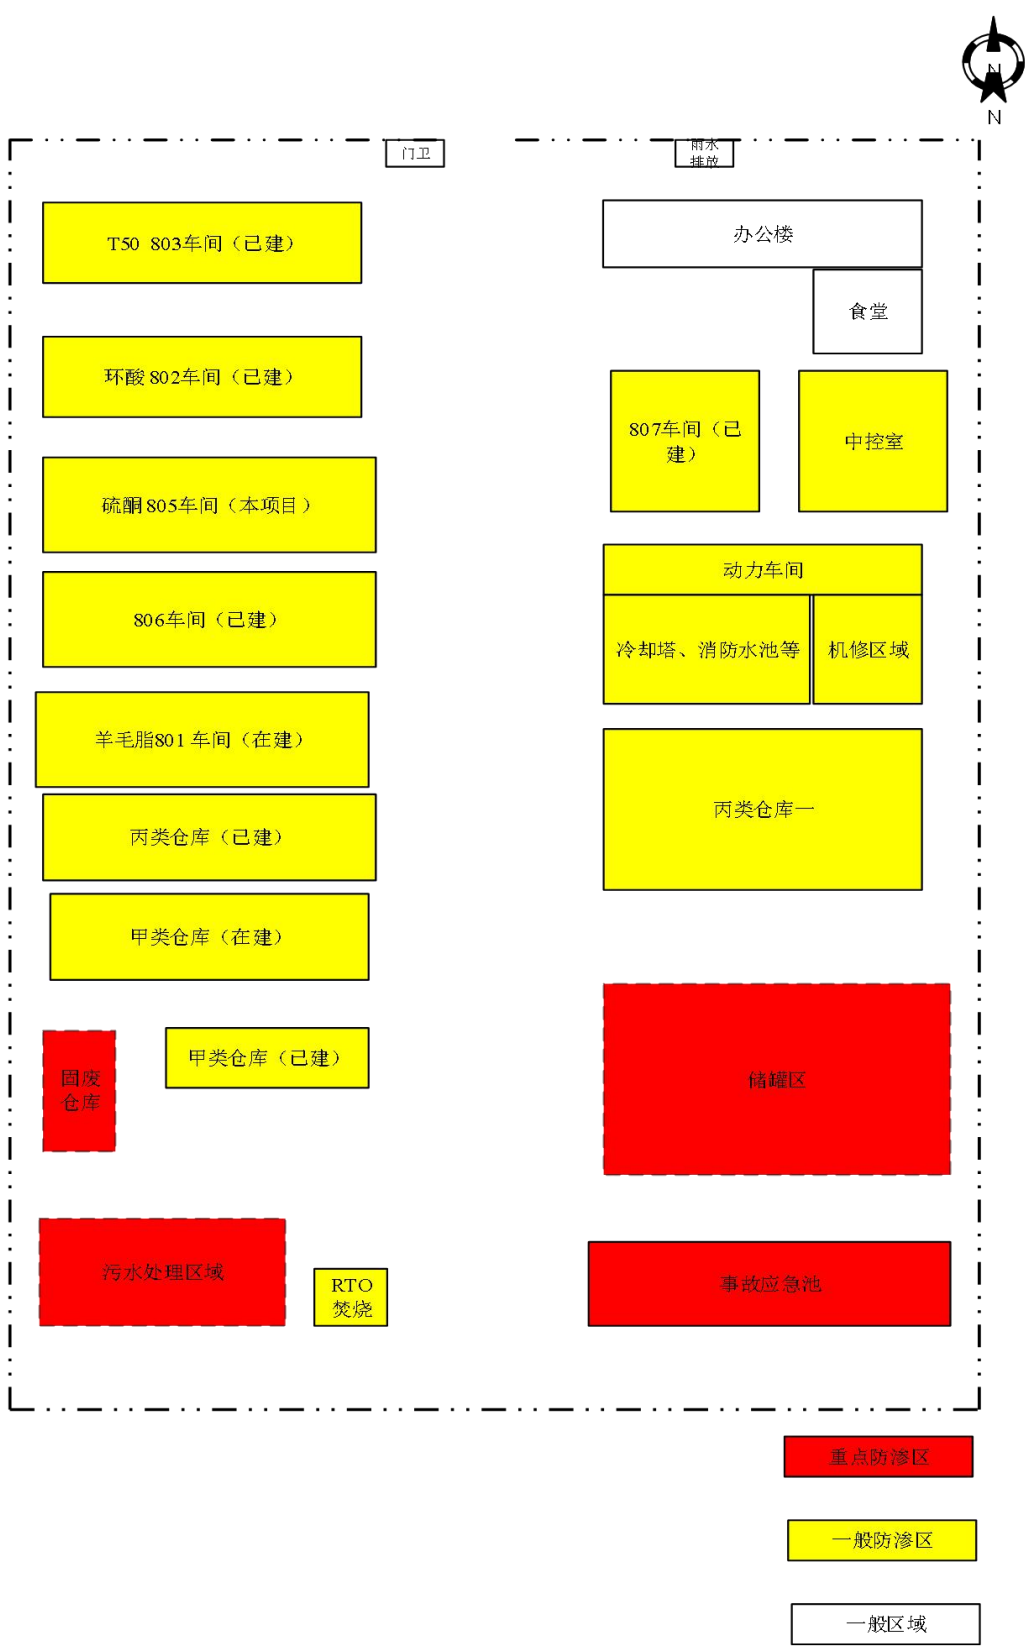 N
N
门卫
雨水
排放
T50 803车间（已建）
办公楼
食堂
环酸 802车间（已建）
807车间（已
建）
中控室
硫酮 805车间（本项目）
动力车间
806车间（已建）
冷却塔、消防水池等
机修区域
羊毛脂801 车间（在建）
丙类仓库一
丙类仓库（已建）
甲类仓库（在建）
甲类仓库（已建）
固废
仓库
储罐区
污水处理区域
RTO
焚烧
事故应急池
重点防渗区
一般防渗区
一般区域